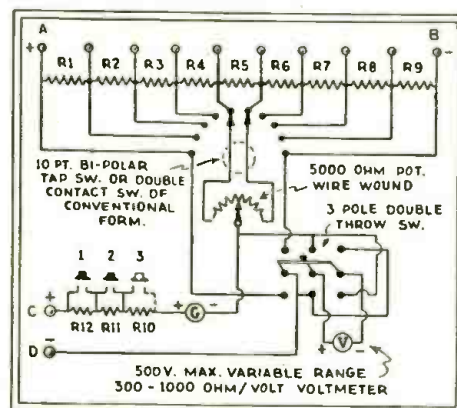 A B
+ R1 R2 R3 R4 R5 R6 R7 R8 R9 -
10 PT. BI-POLAR
TAP SW. OR DOUBLE
CONTACT SW. OF
CONVENTIONAL
FORM.
5000 OHM POT.
WIRE WOUND
3 POLE DOUBLE
THROW SW.
1 2 3
+
C
R12 R11 R10
+ G -
-
D
+ V -
500V. MAX. VARIABLE RANGE
300-1000 OHM/VOLT VOLTMETER